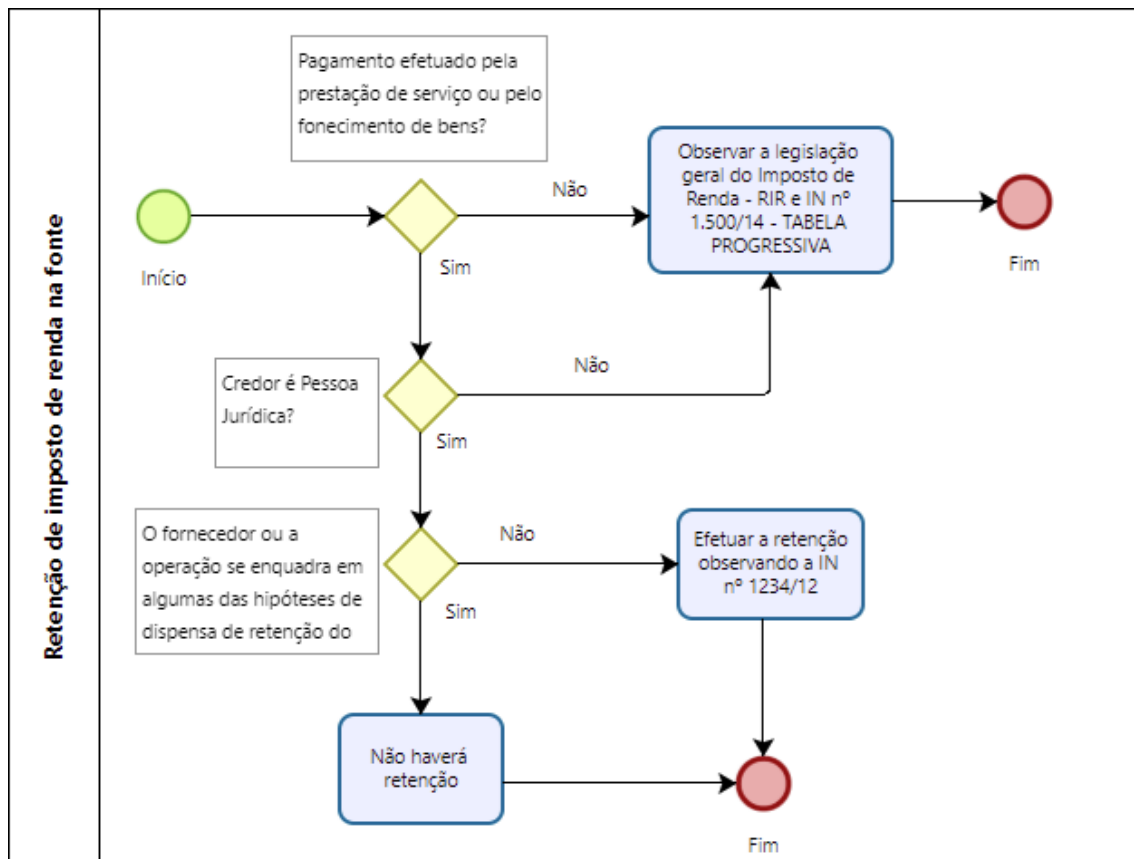 Retenção de imposto de renda na fonte
Pagamento efetuado pela
prestação de serviço ou pelo
fonecimento de bens?
Início
Não
Sim
Observar a legislação
geral do Imposto de
Renda - RIR e IN nº
1.500/14 - TABELA
PROGRESSIVA
Fim
Credor é Pessoa
Jurídica?
Não
Sim
O fornecedor ou a
operação se enquadra em
algumas das hipóteses de
dispensa de retenção do
Não
Sim
Efetuar a retenção
observando a IN
nº 1234/12
Não haverá
retenção
Fim